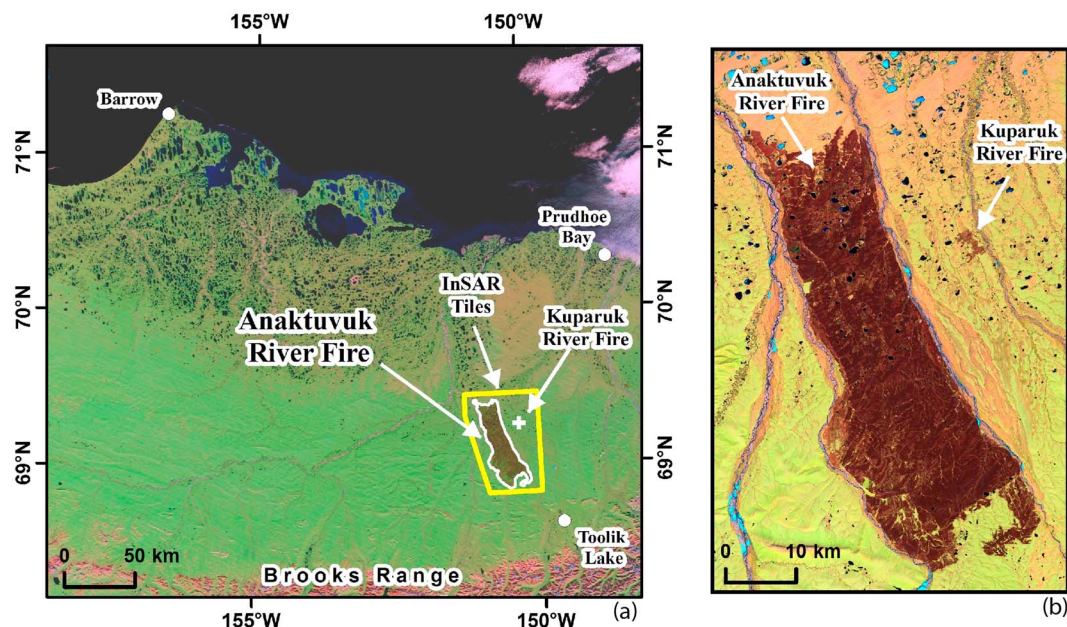 155°W
150°W
Barrow
71°N
71°N
Prudhoe
Bay
InSAR
Tiles
70°N
70°N
Anaktuvuk
River Fire
Kuparuk
River Fire
69°N
69°N
Toolik
Lake
0
50 km
Brooks Range
(a)
155°W
150°W
Anaktuvuk
River Fire
Kuparuk
River Fire
0
10 km
(b)